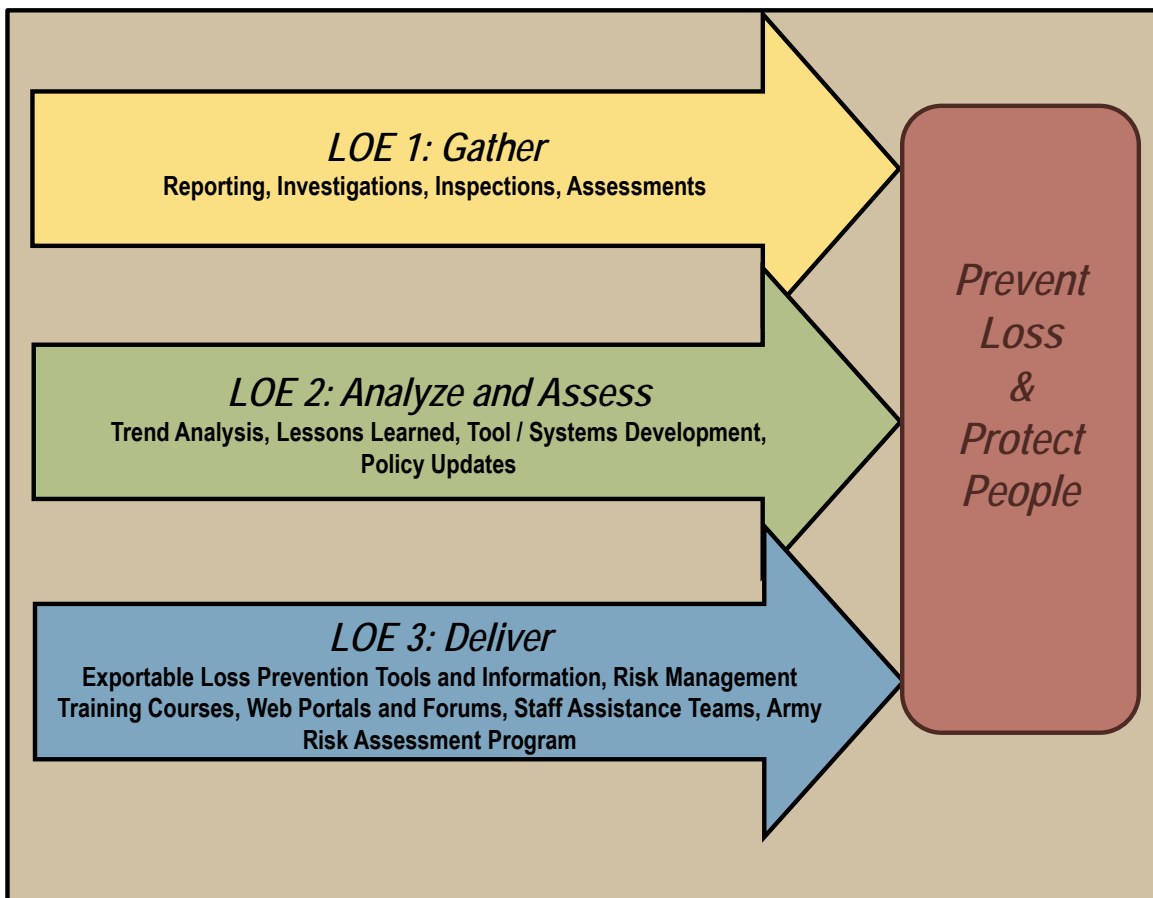 LOE 1: Gather
Reporting, Investigations, Inspections, Assessments
LOE 2: Analyze and Assess
Trend Analysis, Lessons Learned, Tool / Systems Development,
Policy Updates
LOE 3: Deliver
Exportable Loss Prevention Tools and Information, Risk Management
Training Courses, Web Portals and Forums, Staff Assistance Teams, Army
Risk Assessment Program
Prevent
Loss
&
Protect
People